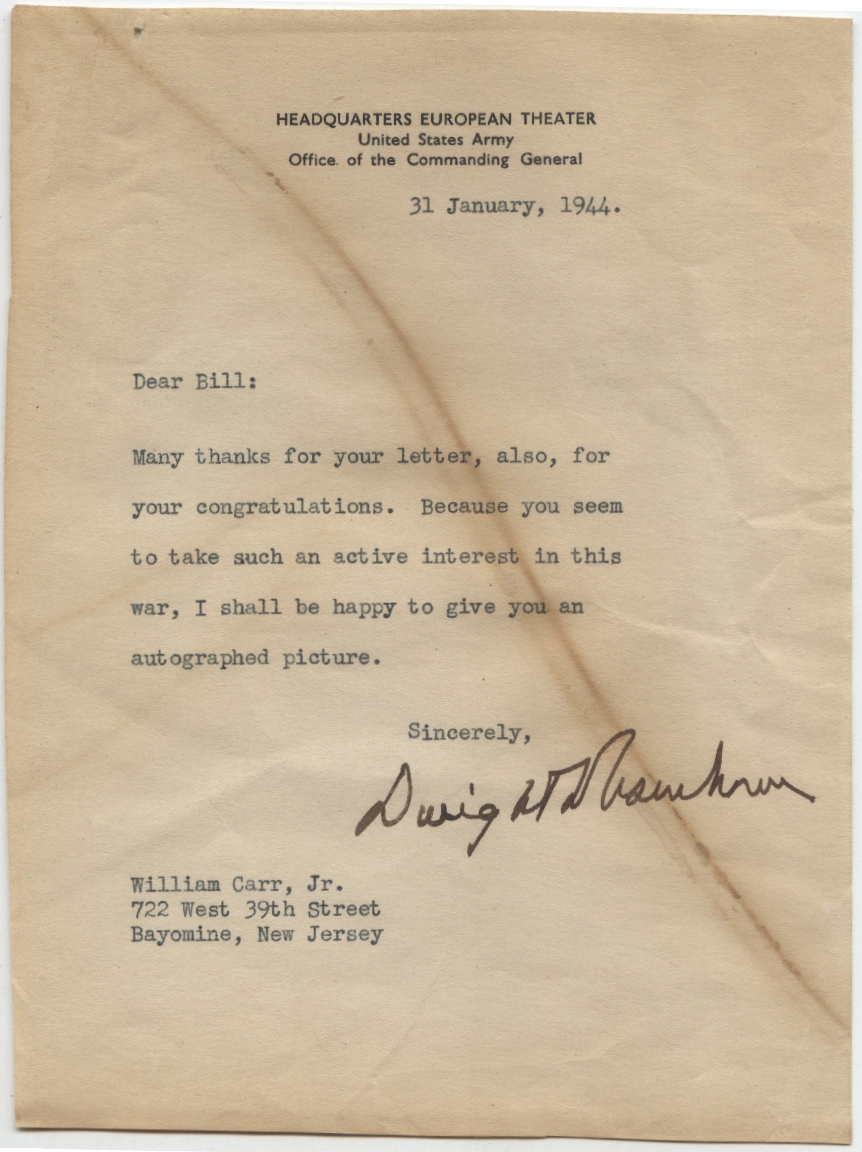 HEADQUARTERS EUROPEAN THEATER
United States Army
Office of the Commanding General
31 January, 1944.
Dear Bill:
Many thanks for your letter, also, for
your congratulations. Because you seem
to take such an active interest in this
war, I shall be happy to give you an
autographed picture.
Sincerely,
Dwight D Eisenhower
William Carr, Jr.
722 West 39th Street
Bayomine, New Jersey